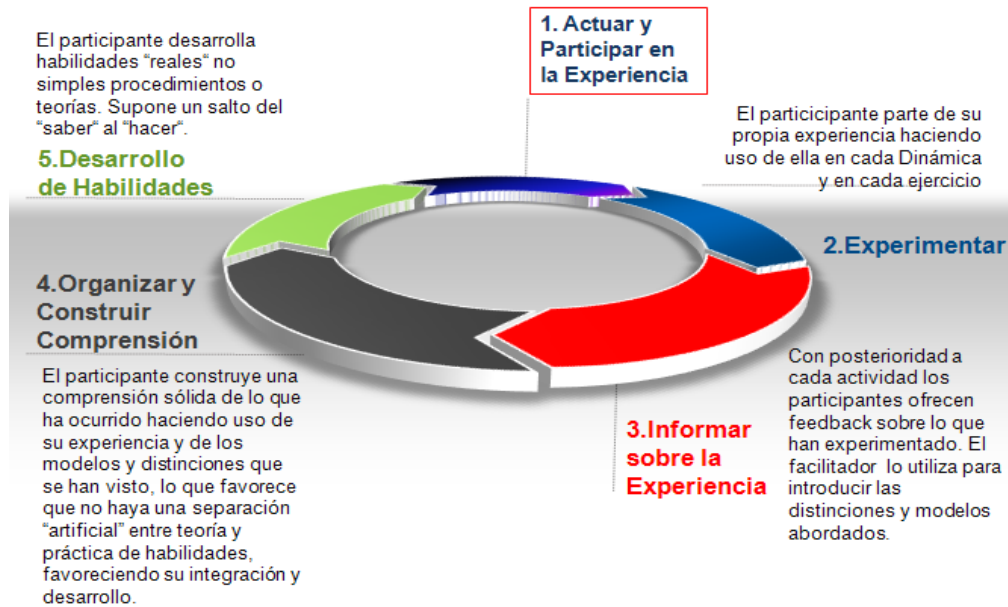 1. Actuar y
Participar en
la Experiencia
El particicipante parte de su
propia experiencia haciendo
uso de ella en cada Dinámica
y en cada ejercicio
2.Experimentar
Con posterioridad a
cada actividad los
participantes ofrecen
feedback sobre lo que
han experimentado. El
facilitador lo utiliza para
introducir las
distinciones y modelos
abordados.
3.Informar
sobre la
Experiencia
4.Organizar y
Construir
Comprensión
El participante construye una
comprensión sólida de lo que
ha ocurrido haciendo uso de
su experiencia y de los
modelos y distinciones que
se han visto, lo que favorece
que no haya una separación
“artificial” entre teoría y
práctica de habilidades,
favoreciendo su integración y
desarrollo.
El participante desarrolla
habilidades “reales“ no
simples procedimientos o
teorías. Supone un salto del
“saber“ al “hacer“.
5.Desarrollo
de Habilidades